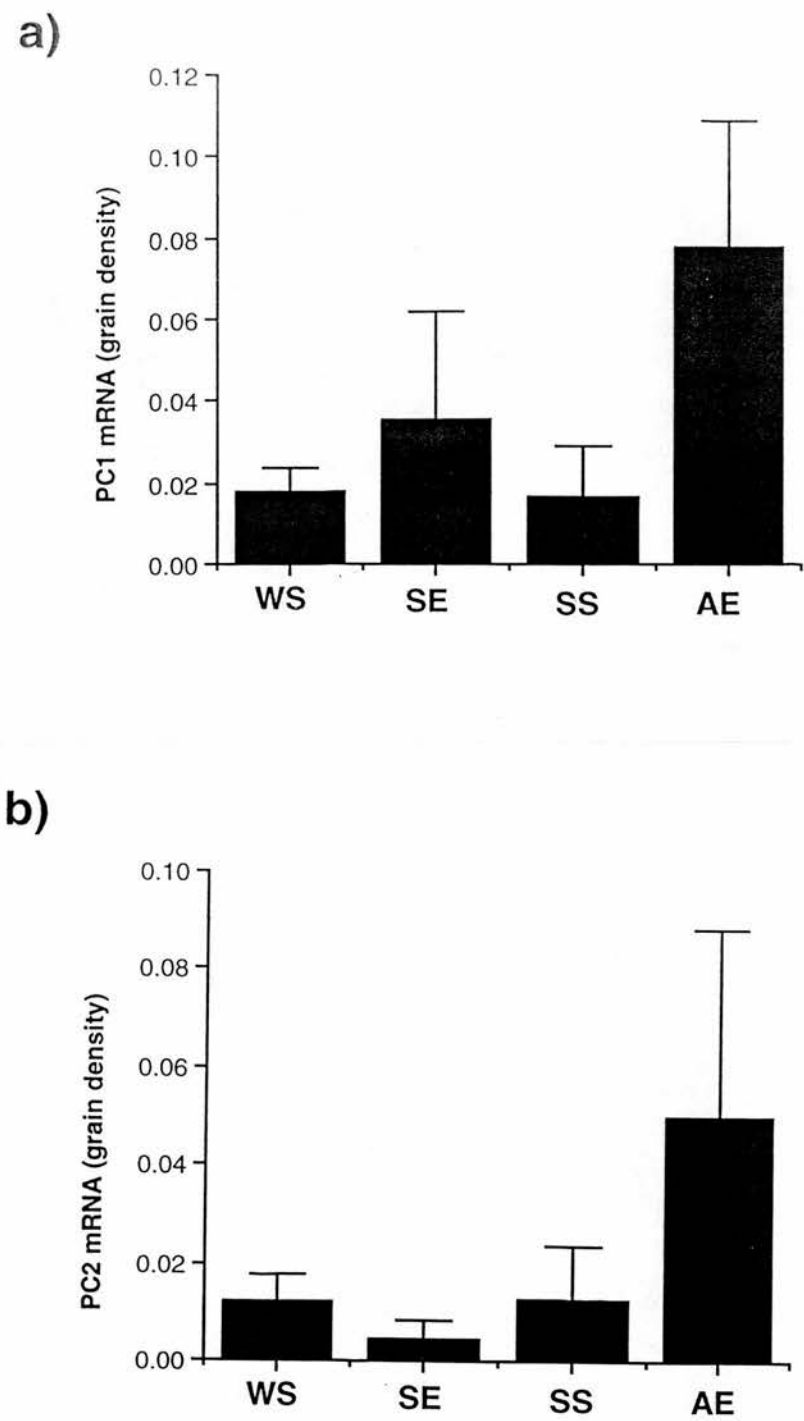 a)
0.12
0.10
0.08
0.06
0.04
0.02
0.00
PC1 mRNA (grain density)
WS SE SS AE
b)
0.10
0.08
0.06
0.04
0.02
0.00
PC2 mRNA (grain density)
WS SE SS AE